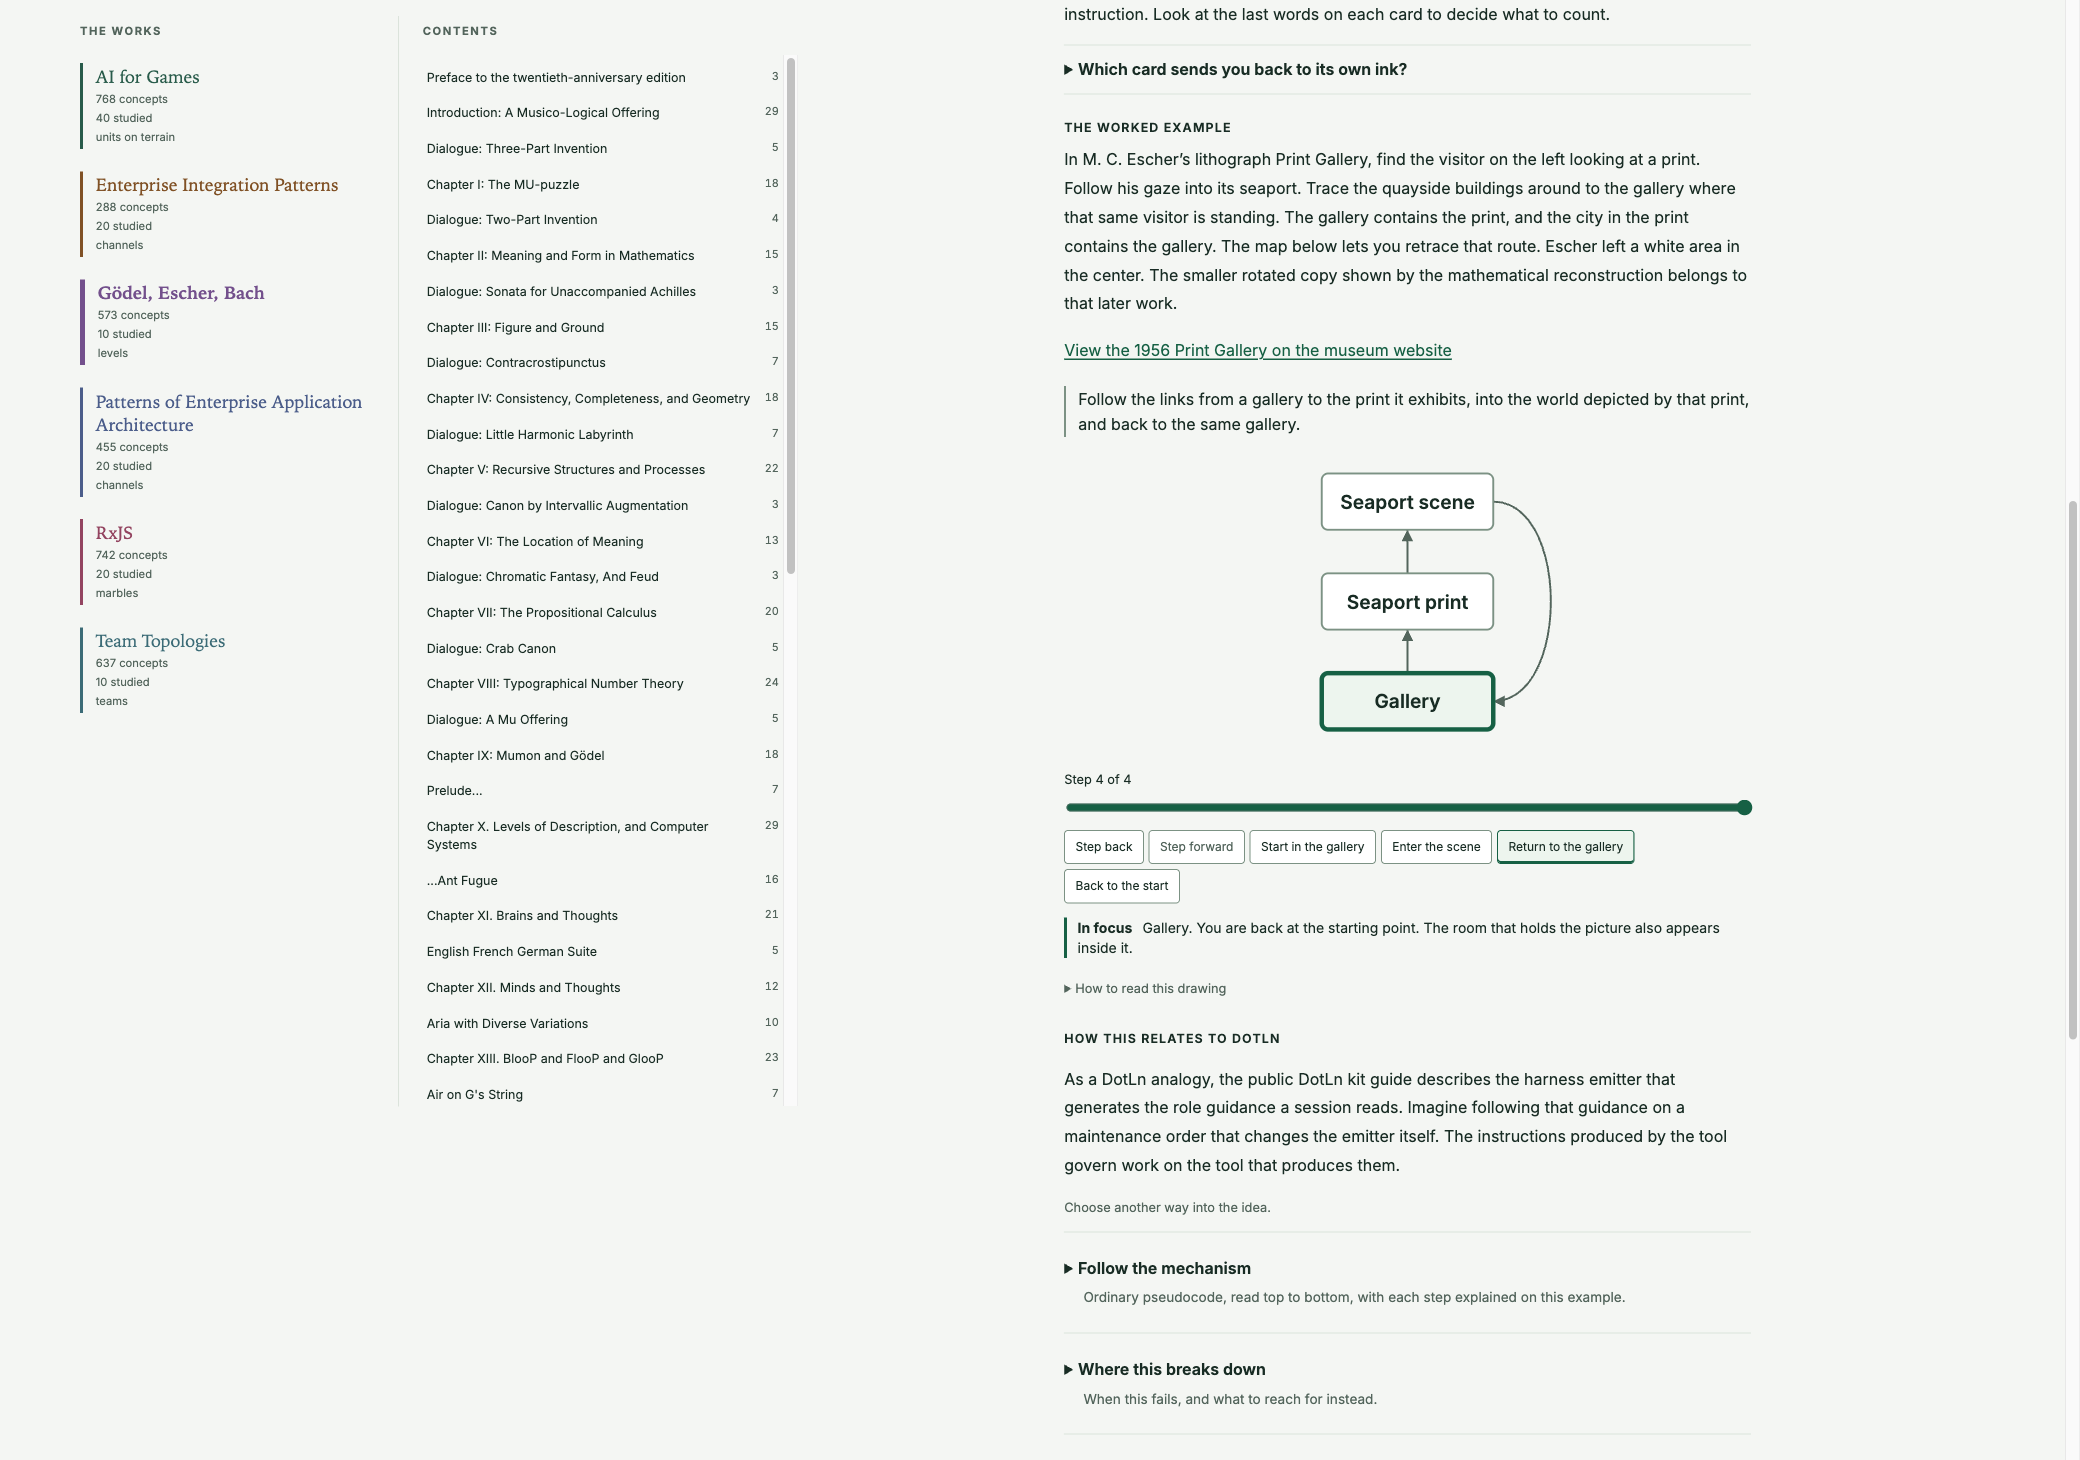 THE WORKS
AI for Games
768 concepts
40 studied
units on terrain
Enterprise Integration Patterns
288 concepts
20 studied
channels
Gödel, Escher, Bach
573 concepts
10 studied
levels
Patterns of Enterprise Application
Architecture
455 concepts
20 studied
channels
RxJS
742 concepts
20 studied
marbles
Team Topologies
637 concepts
10 studied
teams
CONTENTS
Preface to the twentieth-anniversary edition 3
Introduction: A Musico-Logical Offering 29
Dialogue: Three-Part Invention 5
Chapter I: The MU-puzzle 18
Dialogue: Two-Part Invention 4
Chapter II: Meaning and Form in Mathematics 15
Dialogue: Sonata for Unaccompanied Achilles 3
Chapter III: Figure and Ground 15
Dialogue: Contracrostipunctus 7
Chapter IV: Consistency, Completeness, and Geometry 18
Dialogue: Little Harmonic Labyrinth 7
Chapter V: Recursive Structures and Processes 22
Dialogue: Canon by Intervallic Augmentation 3
Chapter VI: The Location of Meaning 13
Dialogue: Chromatic Fantasy, And Feud 3
Chapter VII: The Propositional Calculus 20
Dialogue: Crab Canon 5
Chapter VIII: Typographical Number Theory 24
Dialogue: A Mu Offering 5
Chapter IX: Mumon and Gödel 18
Prelude... 7
Chapter X. Levels of Description, and Computer 29
Systems
...Ant Fugue 16
Chapter XI. Brains and Thoughts 21
English French German Suite 5
Chapter XII. Minds and Thoughts 12
Aria with Diverse Variations 10
Chapter XIII. BlooP and FlooP and GlooP 23
Air on G's String 7
instruction. Look at the last words on each card to decide what to count.
Which card sends you back to its own ink?
THE WORKED EXAMPLE
In M. C. Escher’s lithograph Print Gallery, find the visitor on the left looking at a print.
Follow his gaze into its seaport. Trace the quayside buildings around to the gallery where
that same visitor is standing. The gallery contains the print, and the city in the print
contains the gallery. The map below lets you retrace that route. Escher left a white area in
the center. The smaller rotated copy shown by the mathematical reconstruction belongs to
that later work.
View the 1956 Print Gallery on the museum website
Follow the links from a gallery to the print it exhibits, into the world depicted by that print,
and back to the same gallery.
Seaport scene
Seaport print
Gallery
Step 4 of 4
Step back Step forward Start in the gallery Enter the scene Return to the gallery
Back to the start
In focus Gallery. You are back at the starting point. The room that holds the picture also appears
inside it.
How to read this drawing
HOW THIS RELATES TO DOTLN
As a DotLn analogy, the public DotLn kit guide describes the harness emitter that
generates the role guidance a session reads. Imagine following that guidance on a
maintenance order that changes the emitter itself. The instructions produced by the tool
govern work on the tool that produces them.
Choose another way into the idea.
Follow the mechanism
Ordinary pseudocode, read top to bottom, with each step explained on this example.
Where this breaks down
When this fails, and what to reach for instead.